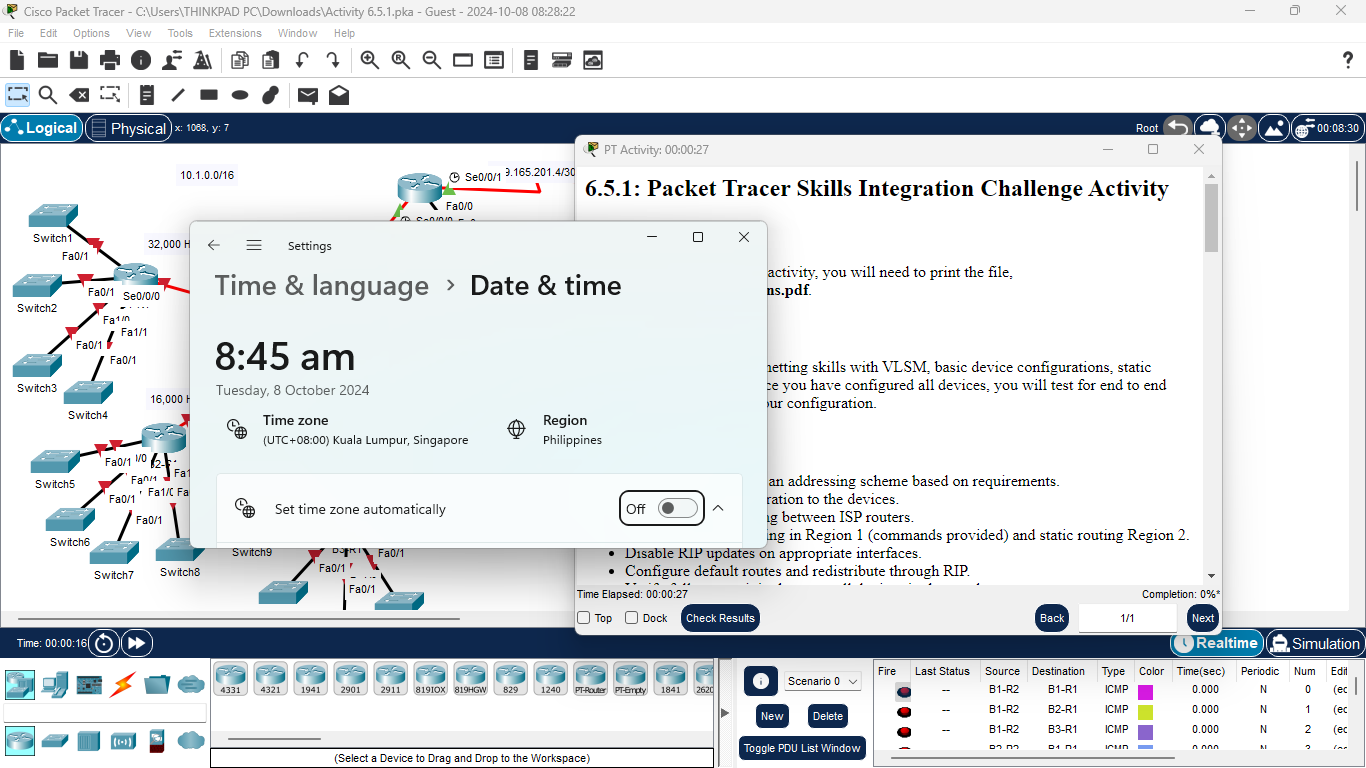 Cisco Packet Tracer - C:\Users\THINKPAD PC\Downloads\Activity 6.5.1.pka - Guest - 2024-10-08 08:28:22
File Edit Options View Tools Extensions Window Help
Logical Physical x: 1068, y: 7 Root 00:08:30
PT Activity: 00:00:27
6.5.1: Packet Tracer Skills Integration Challenge Activity
activity, you will need to print the file,
ns.pdf.
netting skills with VLSM, basic device configurations, static
ce you have configured all devices, you will test for end to end
our configuration.
an addressing scheme based on requirements.
ration to the devices.
ng between ISP routers.
ing in Region 1 (commands provided) and static routing Region 2.
• Disable RIP updates on appropriate interfaces.
• Configure default routes and redistribute through RIP.
Time Elapsed: 00:00:27 Completion: 0%*
Top Dock Check Results Back 1/1 Next
10.1.0.0/16
Se0/0/1 9.165.201.4/30
Fa0/0
Switch1
Fa0/1
32,000 H
Fa0/1 Se0/0/0
Switch2
Fa1/0
Fa1/1
Fa0/1
Fa0/1
Switch3
Switch4
16,000 H
Fa0/1
Switch5
Fa0/1
Fa0/1
Switch6
Switch7
Switch8
Switch9
B3-R1
Fa0/1
Fa0/1
Fa0/1
Settings
Time & language > Date & time
8:45 am
Tuesday, 8 October 2024
Time zone
(UTC+08:00) Kuala Lumpur, Singapore
Region
Philippines
Set time zone automatically Off
Time: 00:00:16 Realtime Simulation
4331 4321 1941 2901 2911 819IOX 819HGW 829 1240 PT-Router PT-Empty 1841 2620
(Select a Device to Drag and Drop to the Workspace)
Scenario 0
New Delete
Toggle PDU List Window
Fire Last Status Source Destination Type Color Time(sec) Periodic Num Edit
-- B1-R2 B1-R1 ICMP 0.000 N 0 (ec
-- B1-R2 B2-R1 ICMP 0.000 N 1 (ec
-- B1-R2 B3-R1 ICMP 0.000 N 2 (ec